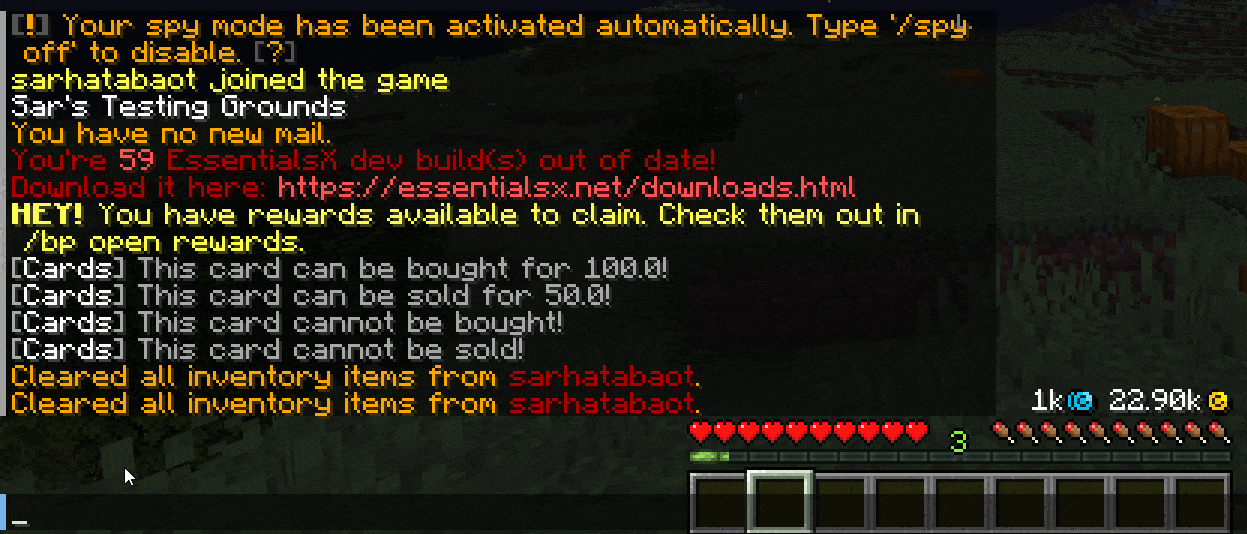 [!] Your spy mode has been activated automatically. Type '/spy
off' to disable. [?]
sarhatabaot joined the game
Sar's Testing Grounds
You have no new mail.
You're 59 EssentialsX dev build(s) out of date!
Download it here: https://essentialsx.net/downloads.html
HEY! You have rewards available to claim. Check them out in
/bp open rewards.
[Cards] This card can be bought for 100.0!
[Cards] This card can be sold for 50.0!
[Cards] This card cannot be bought!
[Cards] This card cannot be sold!
Cleared all inventory items from sarhatabaot.
Cleared all inventory items from sarhatabaot.
1k 22.90k
3
_